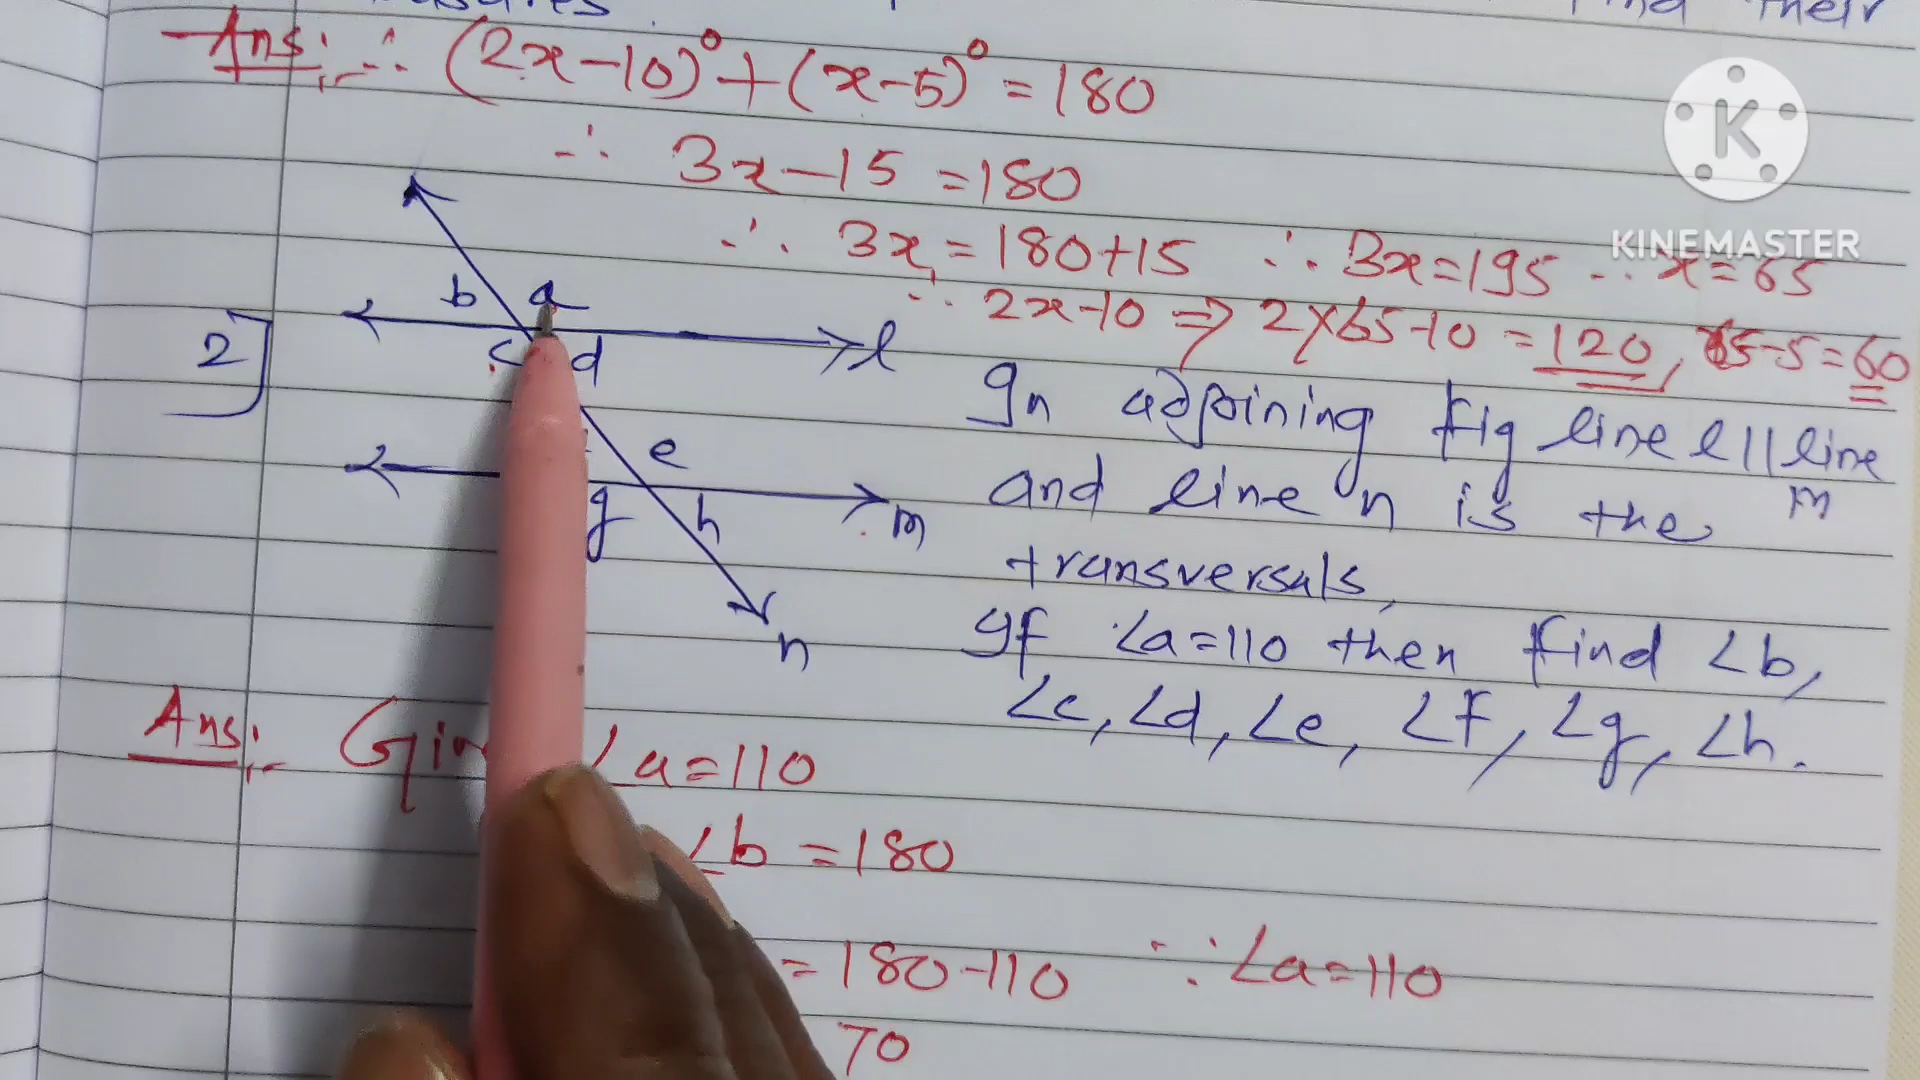 find their
Ans:- ∴ (2x-10)° + (x-5)° = 180
∴ 3x-15 = 180
∴ 3x = 180+15 ∴ 3x = 195 ∴ x = 65
∴ 2x-10 ⇒ 2×65-10 = 120, 65-5 = 60
KINEMASTER
2]
b a
c d
l
e
g h
m
n
In adjoining fig line l || line m
and line n is the
transversals,
If ∠a=110 then find ∠b,
∠c, ∠d, ∠e, ∠f, ∠g, ∠h.
Ans:- ∠a=110
∠b = 180
= 180-110 ∵ ∠a=110
70